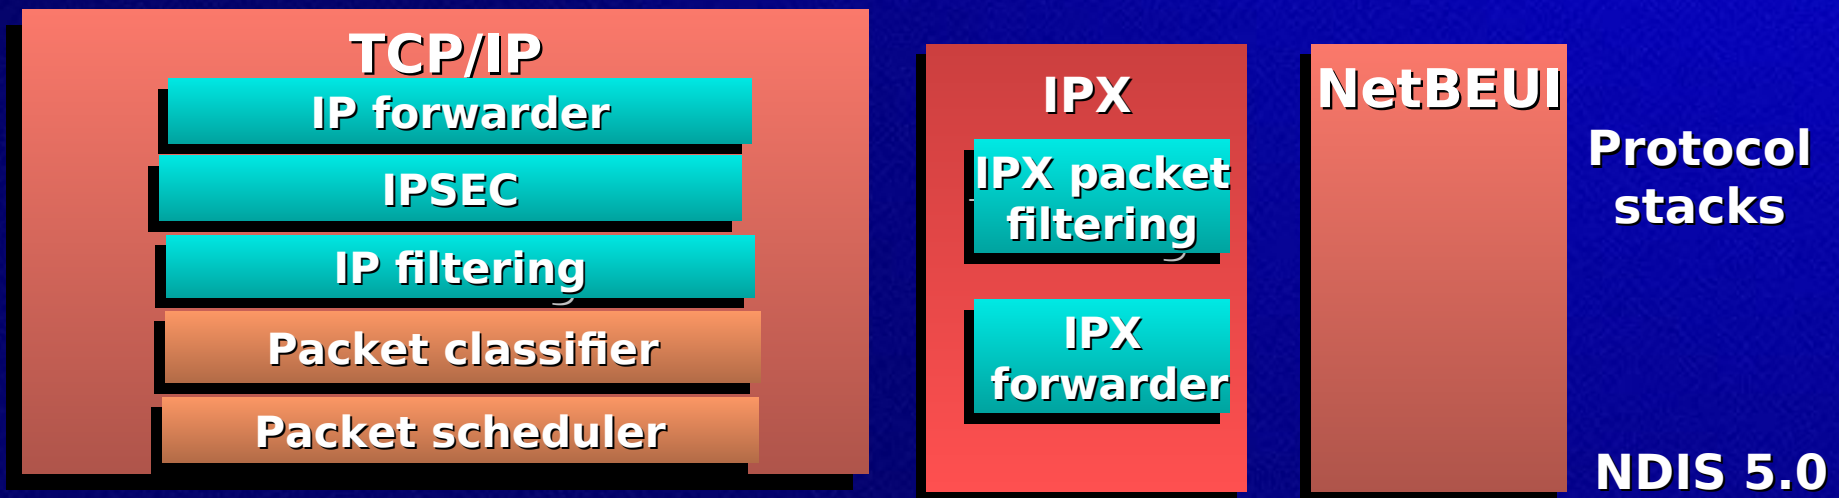 TCP/IP
IP forwarder
IPSEC
IP filtering
Packet classifier
Packet scheduler
IPX
IPX packet
filtering
IPX
forwarder
NetBEUI
Protocol
stacks
NDIS 5.0